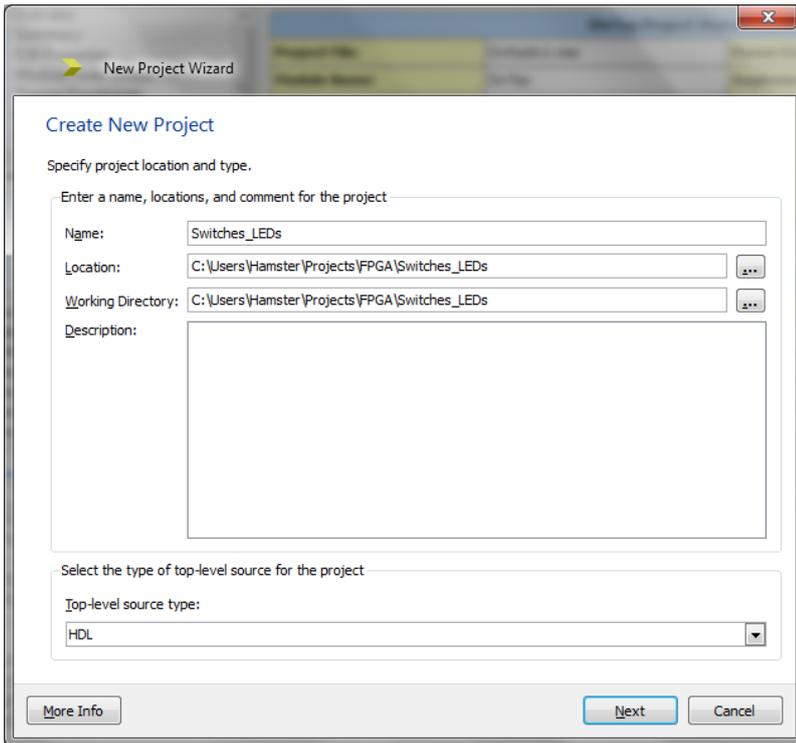 New Project Wizard
Create New Project
Specify project location and type.
Enter a name, locations, and comment for the project
Name: Switches_LEDs
Location: C:\Users\Hamster\Projects\FPGA\Switches_LEDs ...
Working Directory: C:\Users\Hamster\Projects\FPGA\Switches_LEDs ...
Description:
Select the type of top-level source for the project
Top-level source type:
HDL
More Info Next Cancel